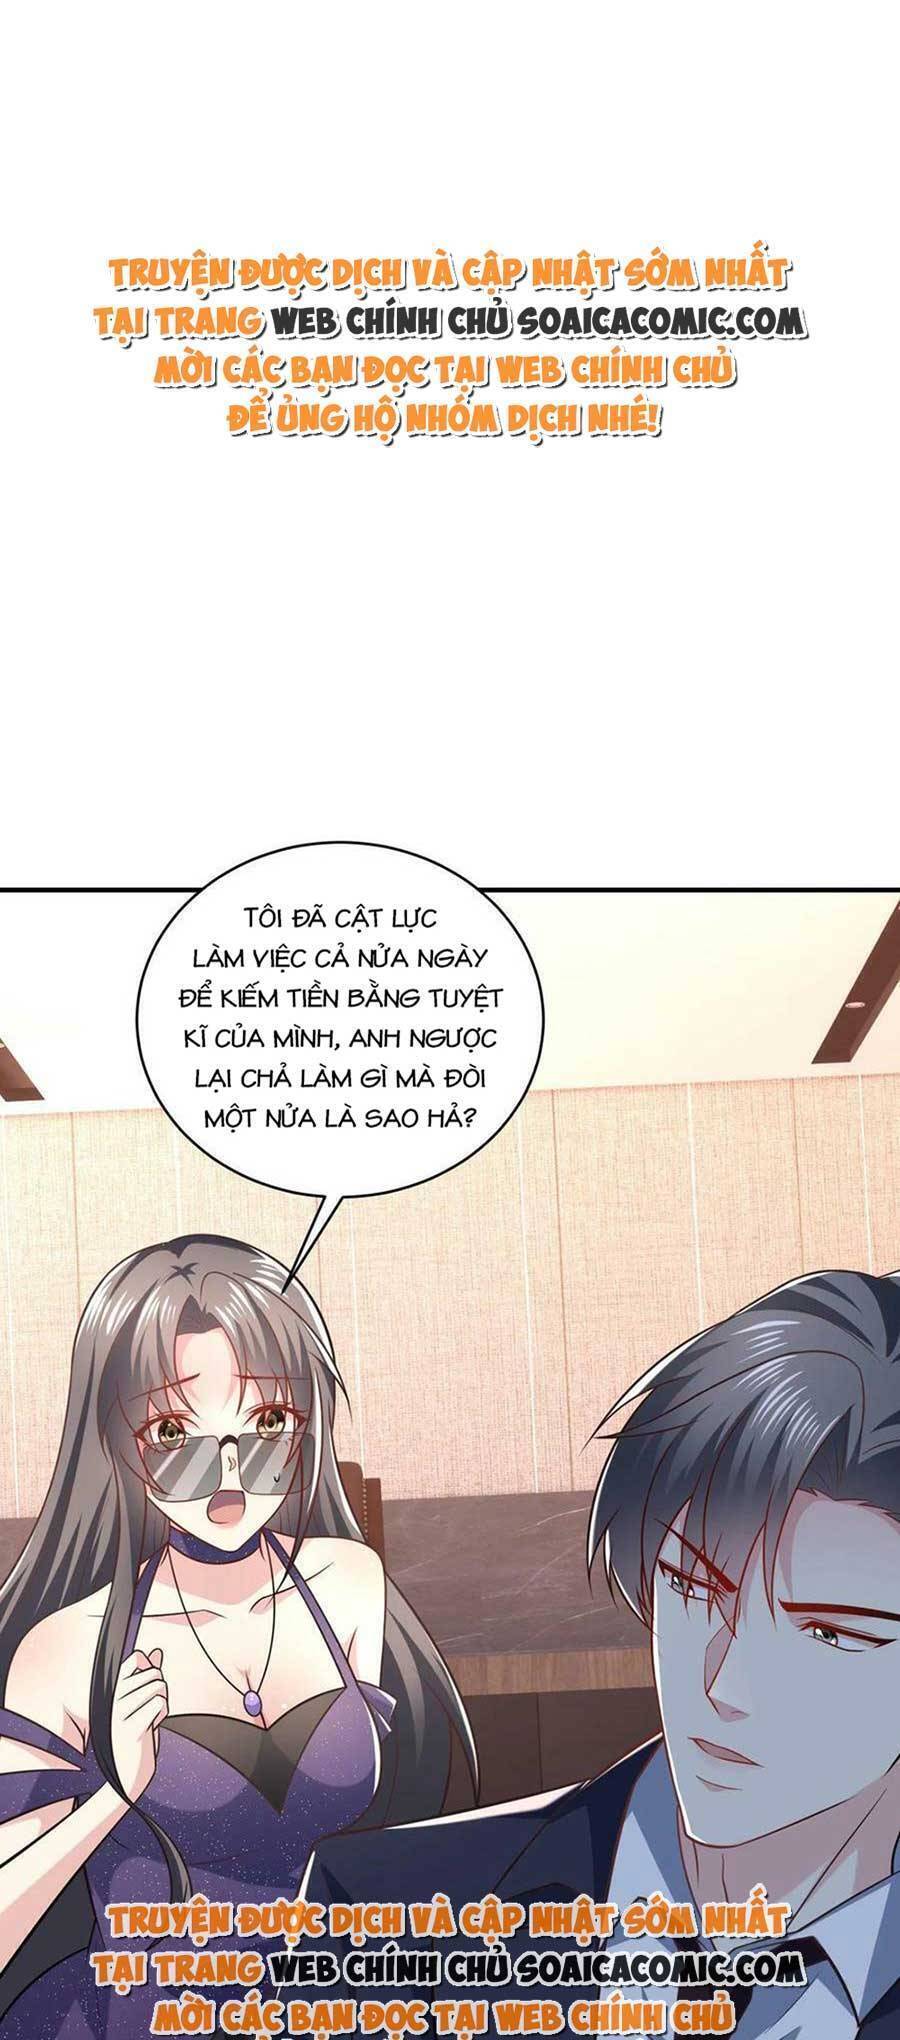 TRUYỆN ĐƯỢC DỊCH VÀ CẬP NHẬT SỚM NHẤT
TẠI TRANG WEB CHÍNH CHỦ SOAICACOMIC.COM
MỜI CÁC BẠN ĐỌC TẠI WEB CHÍNH CHỦ
ĐỂ ỦNG HỘ NHÓM DỊCH NHÉ!
TÔI ĐÃ CẬT LỰC
LÀM VIỆC CẢ NỬA NGÀY
ĐỂ KIẾM TIỀN BẰNG TUYỆT
KĨ CỦA MÌNH, ANH NGƯỢC
LẠI CHẢ LÀM GÌ MÀ ĐÒI
MỘT NỬA LÀ SAO HẢ?
TRUYỆN ĐƯỢC DỊCH VÀ CẬP NHẬT SỚM NHẤT
TẠI TRANG WEB CHÍNH CHỦ SOAICACOMIC.COM
MỜI CÁC BẠN ĐỌC TẠI WEB CHÍNH CHỦ